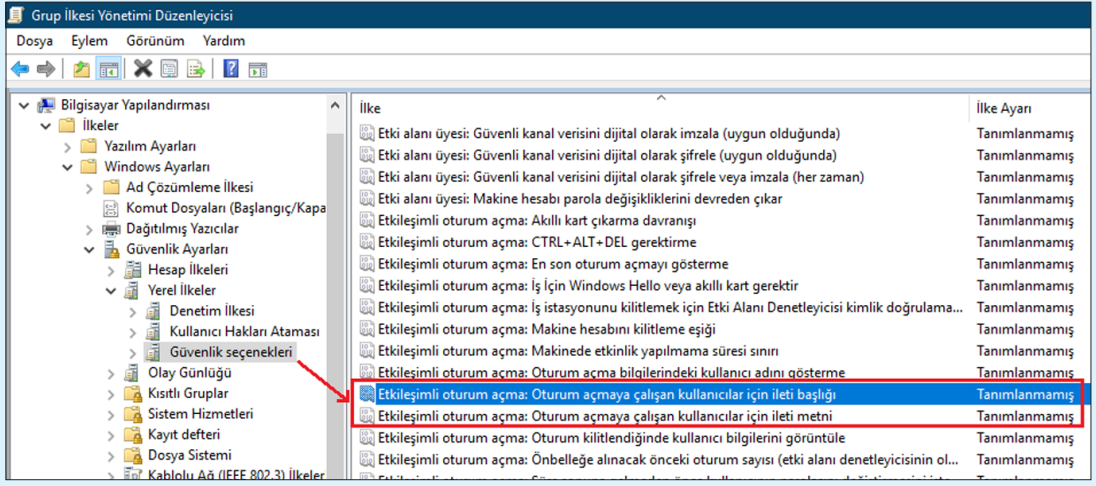 Grup İlkesi Yönetimi Düzenleyicisi
Dosya Eylem Görünüm Yardım
Bilgisayar Yapılandırması
İlkeler
Yazılım Ayarları
Windows Ayarları
Ad Çözümleme İlkesi
Komut Dosyaları (Başlangıç/Kapa
Dağıtılmış Yazıcılar
Güvenlik Ayarları
Hesap İlkeleri
Yerel İlkeler
Denetim İlkesi
Kullanıcı Hakları Ataması
Güvenlik seçenekleri
Olay Günlüğü
Kısıtlı Gruplar
Sistem Hizmetleri
Kayıt defteri
Dosya Sistemi
Kablolu Ağ (IEEE 802.3) İlkeler
İlke İlke Ayarı
Etki alanı üyesi: Güvenli kanal verisini dijital olarak imzala (uygun olduğunda) Tanımlanmamış
Etki alanı üyesi: Güvenli kanal verisini dijital olarak şifrele (uygun olduğunda) Tanımlanmamış
Etki alanı üyesi: Güvenli kanal verisini dijital olarak şifrele veya imzala (her zaman) Tanımlanmamış
Etki alanı üyesi: Makine hesabı parola değişikliklerini devreden çıkar Tanımlanmamış
Etkileşimli oturum açma: Akıllı kart çıkarma davranışı Tanımlanmamış
Etkileşimli oturum açma: CTRL+ALT+DEL gerektirme Tanımlanmamış
Etkileşimli oturum açma: En son oturum açmayı gösterme Tanımlanmamış
Etkileşimli oturum açma: İş İçin Windows Hello veya akıllı kart gerektir Tanımlanmamış
Etkileşimli oturum açma: İş istasyonunu kilitlemek için Etki Alanı Denetleyicisi kimlik doğrulama... Tanımlanmamış
Etkileşimli oturum açma: Makine hesabını kilitleme eşiği Tanımlanmamış
Etkileşimli oturum açma: Makinede etkinlik yapılmama süresi sınırı Tanımlanmamış
Etkileşimli oturum açma: Oturum açma bilgilerindeki kullanıcı adını gösterme Tanımlanmamış
Etkileşimli oturum açma: Oturum açmaya çalışan kullanıcılar için ileti başlığı Tanımlanmamış
Etkileşimli oturum açma: Oturum açmaya çalışan kullanıcılar için ileti metni Tanımlanmamış
Etkileşimli oturum açma: Oturum kilitlendiğinde kullanıcı bilgilerini görüntüle Tanımlanmamış
Etkileşimli oturum açma: Önbelleğe alınacak önceki oturum sayısı (etki alanı denetleyicisinin ol... Tanımlanmamış